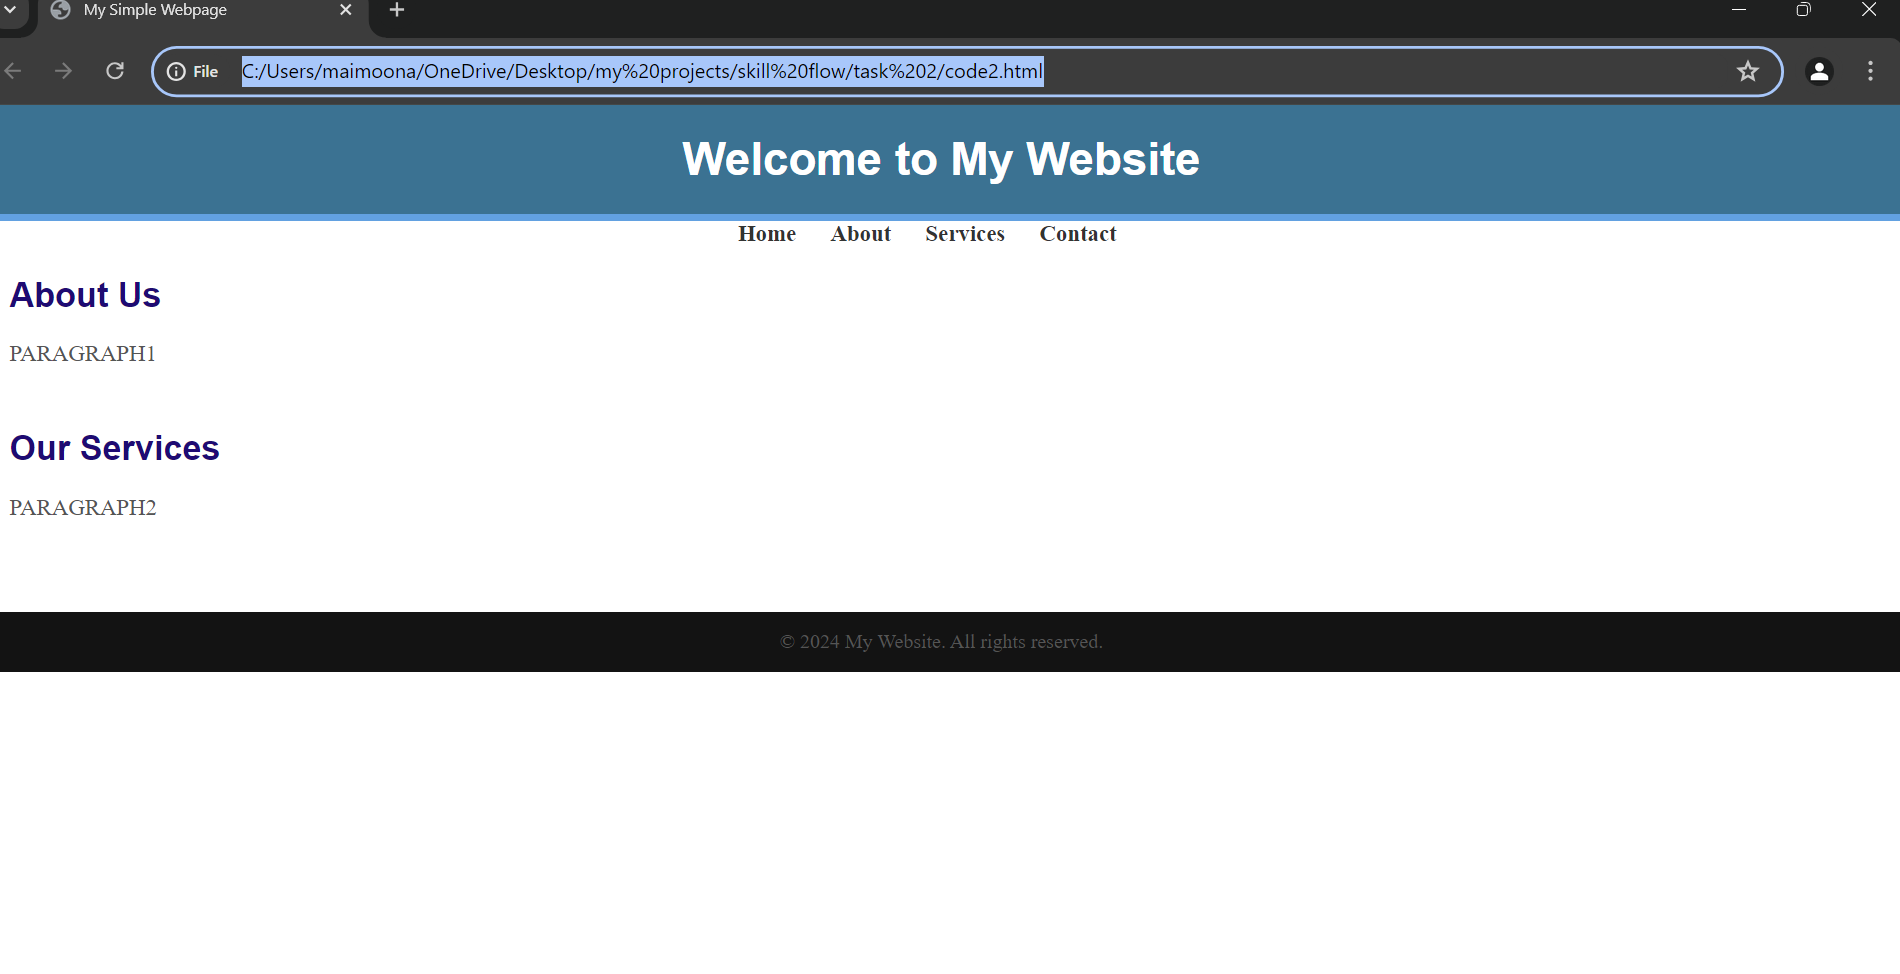 My Simple Webpage
File C:/Users/maimoona/OneDrive/Desktop/my%20projects/skill%20flow/task%202/code2.html
Welcome to My Website
Home About Services Contact
About Us
PARAGRAPH1
Our Services
PARAGRAPH2
© 2024 My Website. All rights reserved.